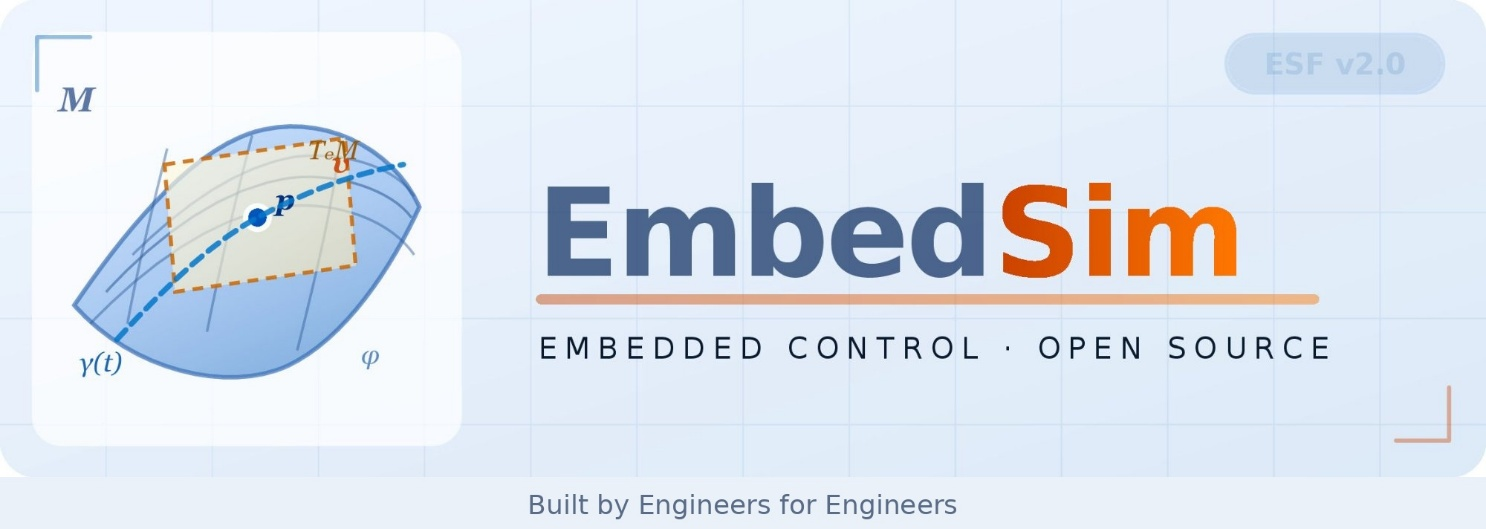 ESF v2.0
M
TₑM
υ
p
γ(t)
φ
EmbedSim
EMBEDDED CONTROL · OPEN SOURCE
Built by Engineers for Engineers